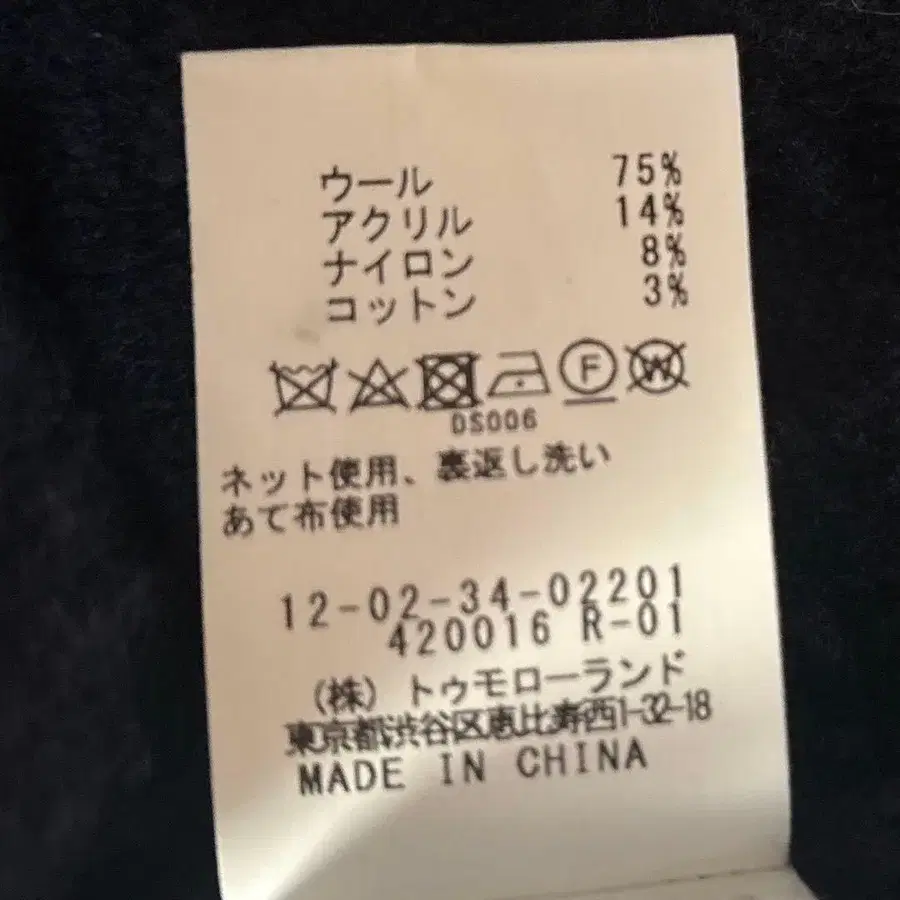 ウール 75%
アクリル 14%
ナイロン 8%
コットン 3%
F W
DS006
ネット使用、裏返し洗い
あて布使用
12-02-34-02201
420016 R-01
(株) トゥモローランド
東京都渋谷区恵比寿西1-32-18
MADE IN CHINA